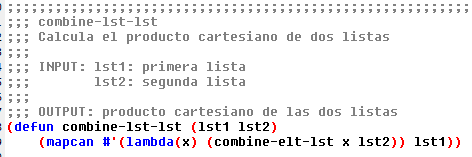 ;;;;;;;;;;;;;;;;;;;;;;;;;;;;;;;;;;;;;;;;;;;;;;;;;;;;;;;;;;;;;;;
;;; combine-lst-lst
;;; Calcula el producto cartesiano de dos listas
;;;
;;; INPUT: lst1: primera lista
;;;        lst2: segunda lista
;;;
;;; OUTPUT: producto cartesiano de las dos listas
(defun combine-lst-lst (lst1 lst2)
    (mapcan #'(lambda(x) (combine-elt-lst x lst2)) lst1))